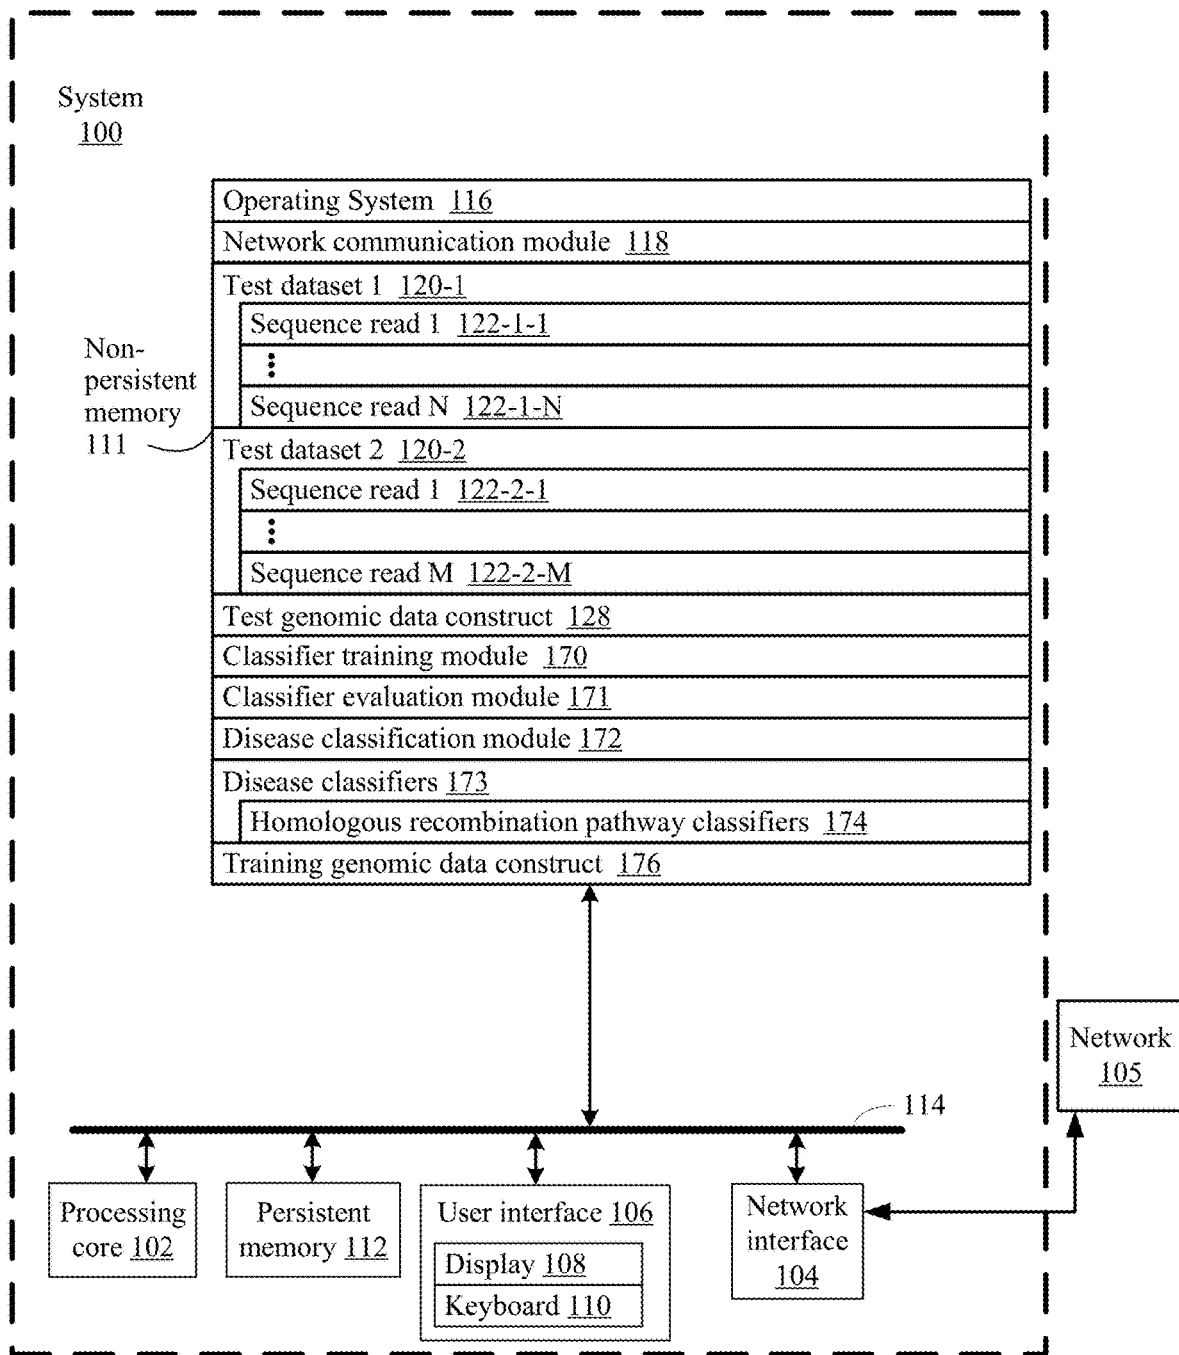 System
100
Operating System 116
Network communication module 118
Test dataset 1 120-1
Sequence read 1 122-1-1
Sequence read N 122-1-N
Non-
persistent
memory
111
Test dataset 2 120-2
Sequence read 1 122-2-1
Sequence read M 122-2-M
Test genomic data construct 128
Classifier training module 170
Classifier evaluation module 171
Disease classification module 172
Disease classifiers 173
Homologous recombination pathway classifiers 174
Training genomic data construct 176
Network
105
114
Processing
core 102
Persistent
memory 112
User interface 106
Display 108
Keyboard 110
Network
interface
104